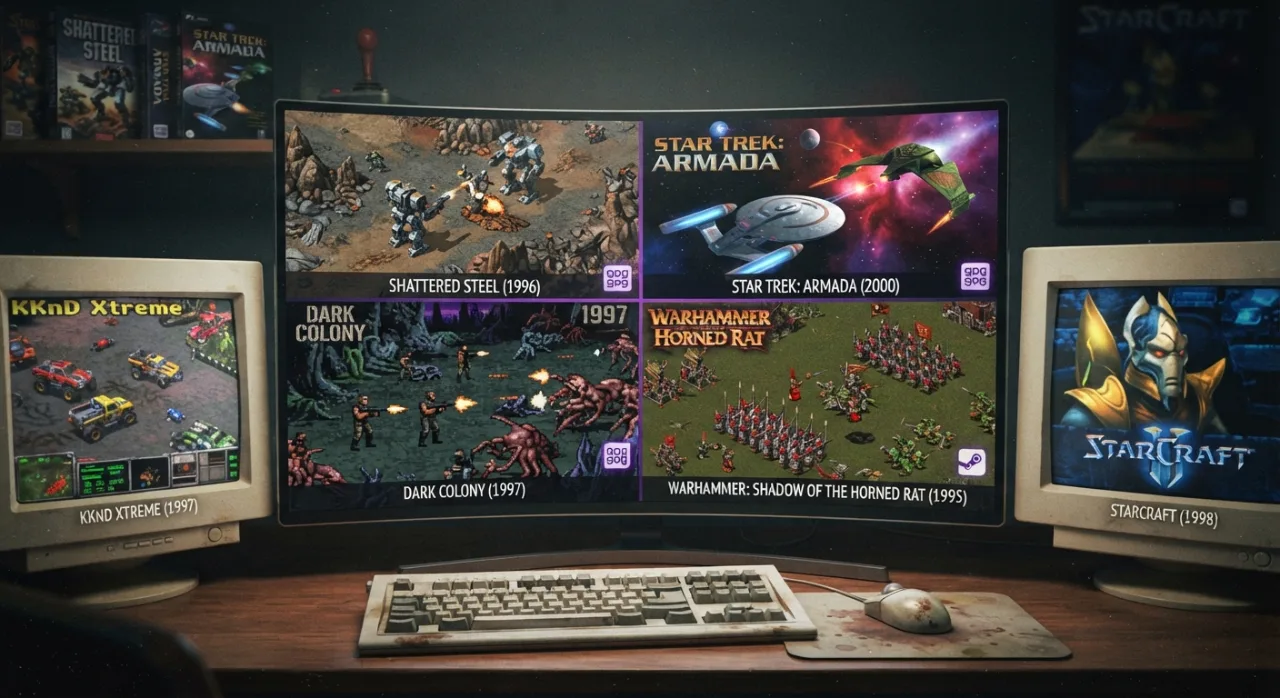 SHATTERED
STEEL
STAR TREK:
ARMADA
ARMADA
STARCRAFT
SHATTERED STEEL (1996)
STAR TREK:
ARMADA
STAR TREK: ARMADA (2000)
DARK
COLONY
1997
DARK COLONY (1997)
WARHAMMER
HORNED RAT
WARHAMMER: SHADOW OF THE HORNED RAT (1995)
KKnD Xtreme
KKND XTREME (1997)
STARCRAFT
II
STARCRAFT (1998)